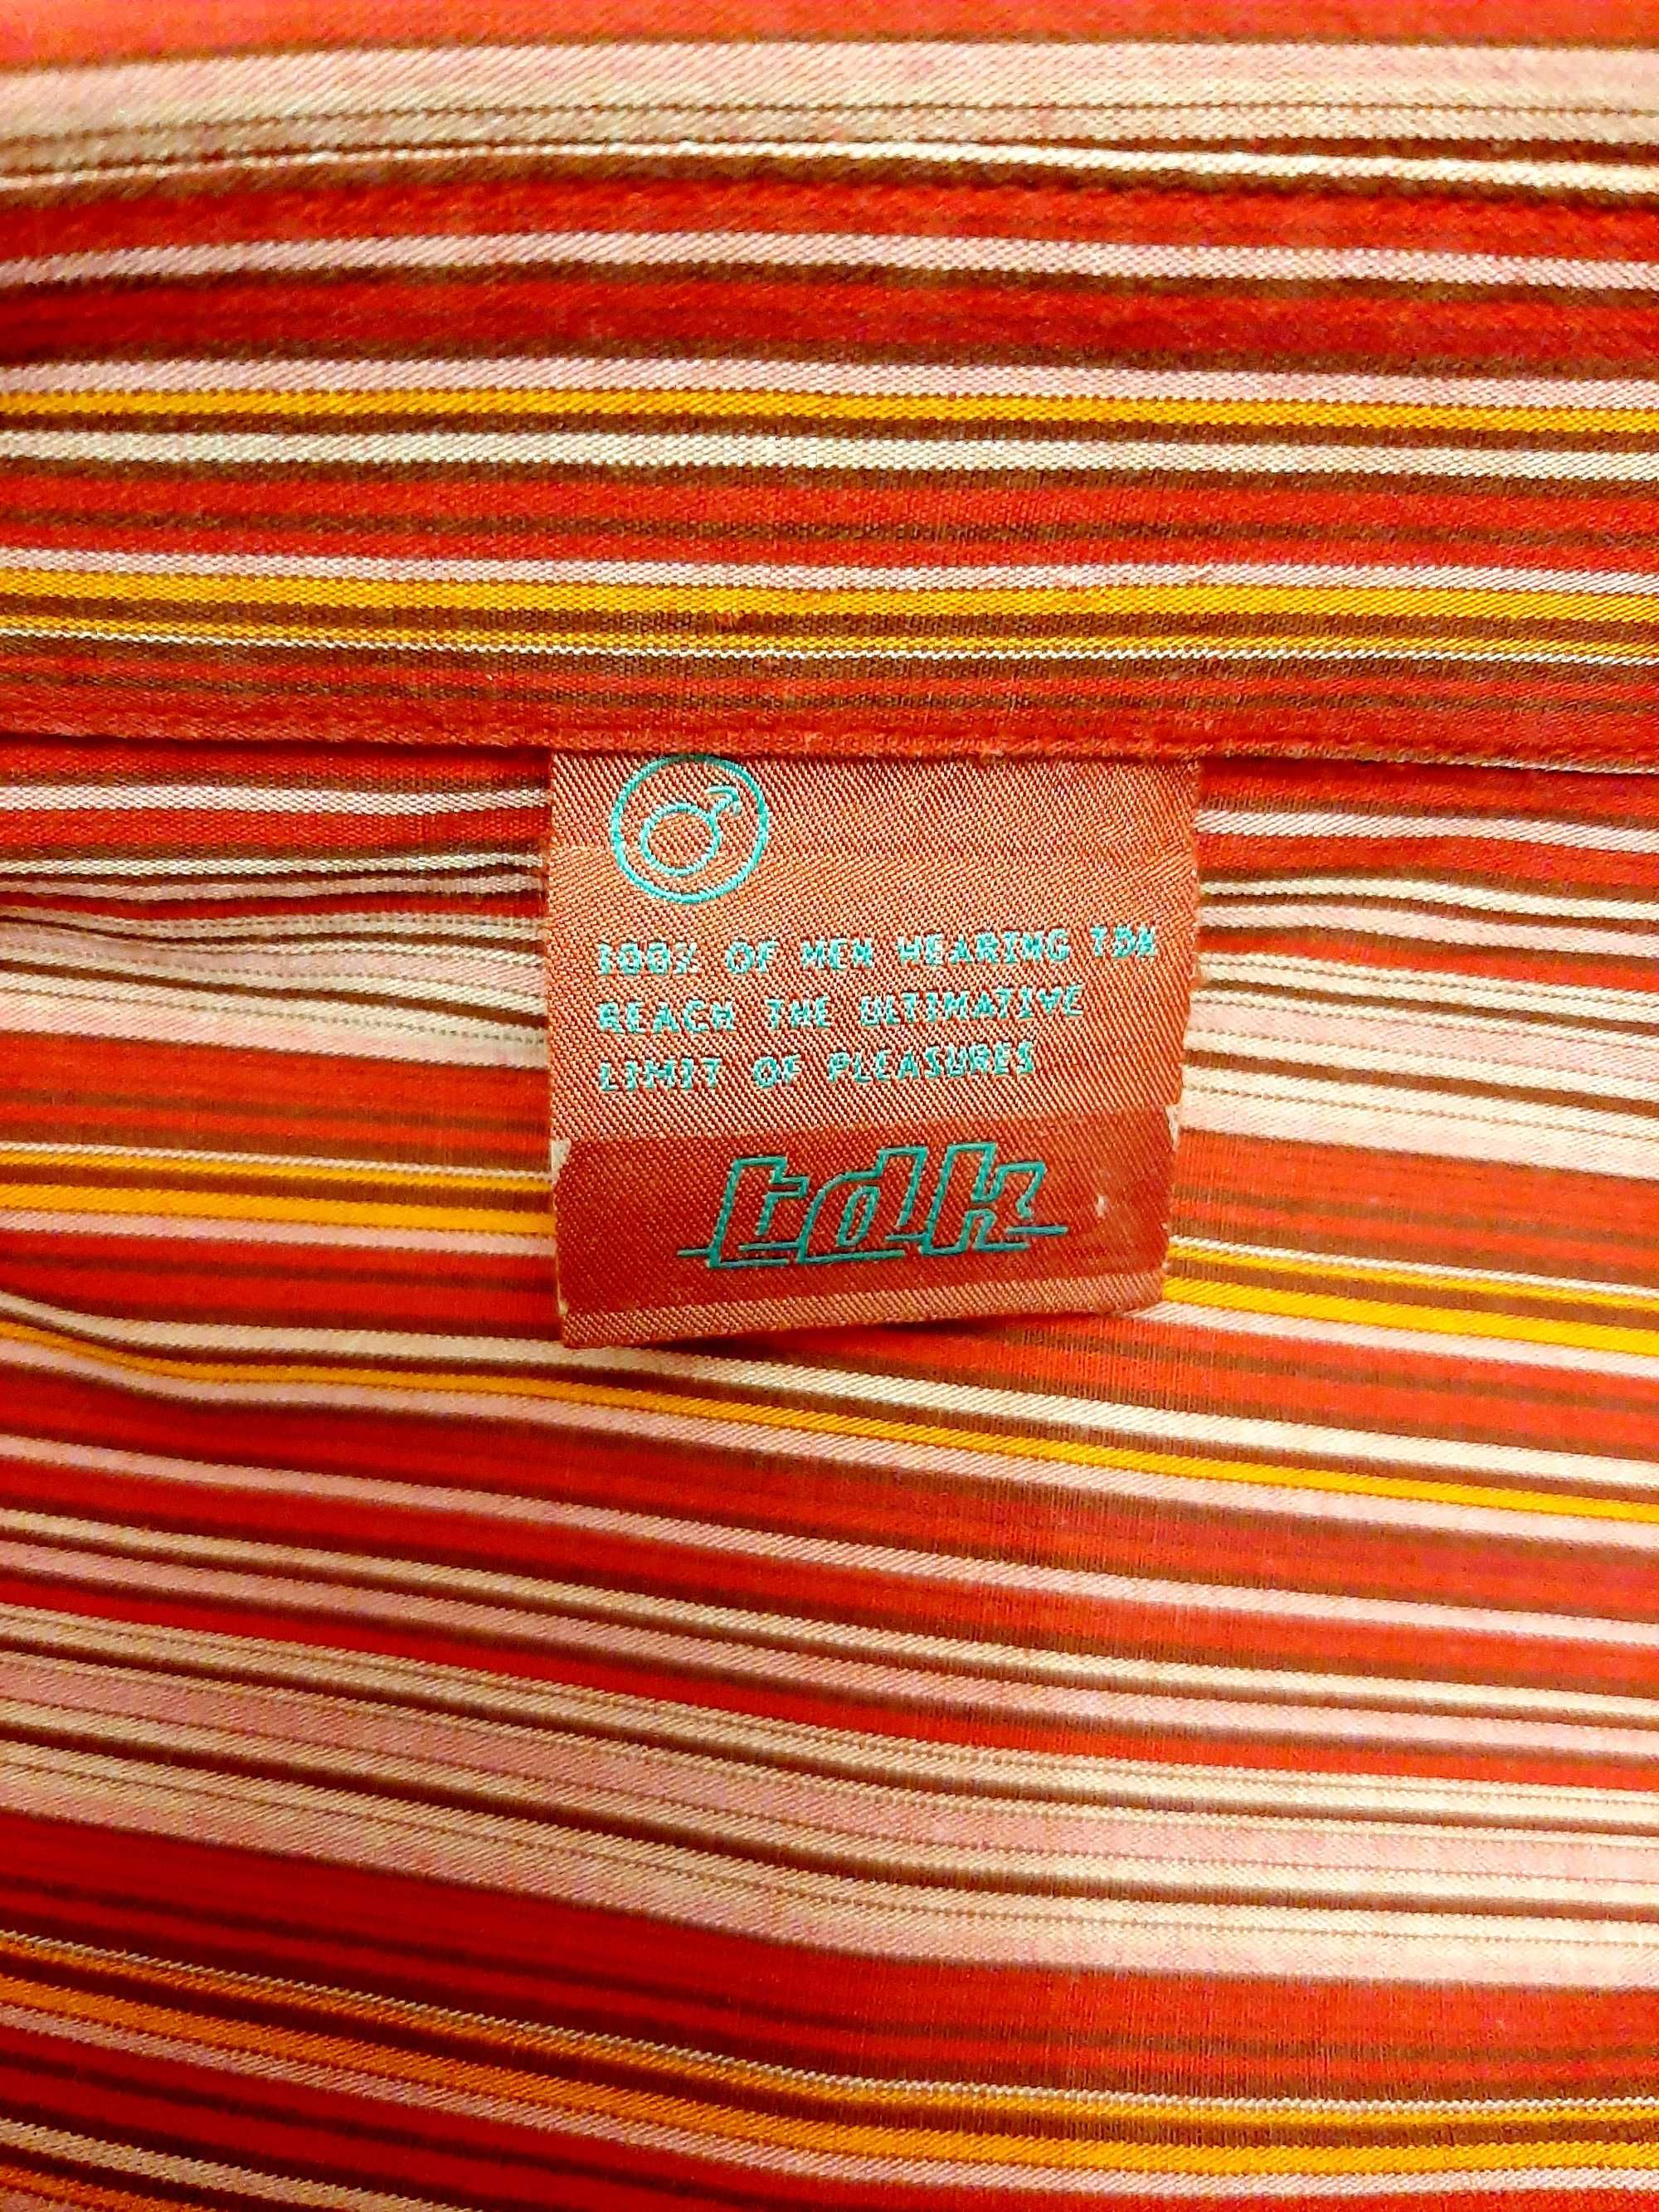 100% OF MEN WEARING TDK
REACH THE ULTIMATIVE
LIMIT OF PLEASURES
tdk